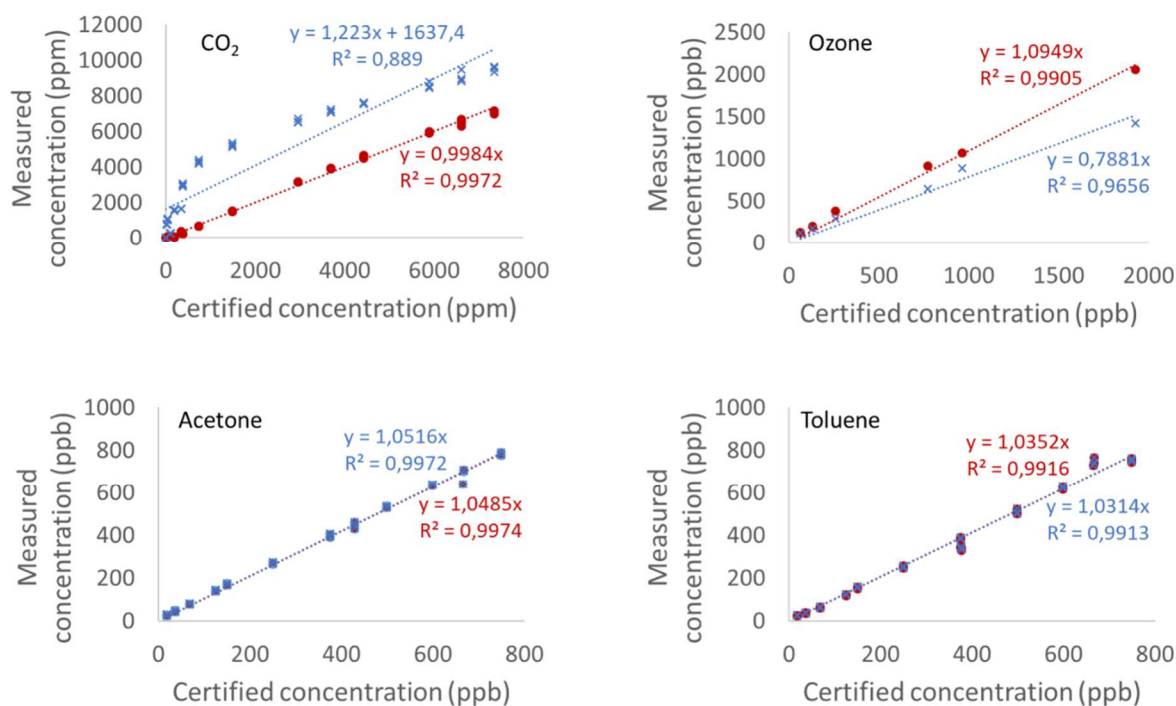 CO₂
y = 1,223x + 1637,4
R² = 0,889
y = 0,9984x
R² = 0,9972
12000
10000
8000
6000
4000
2000
0
0 2000 4000 6000 8000
Measured
concentration (ppm)
Certified concentration (ppm)
Ozone
y = 1,0949x
R² = 0,9905
y = 0,7881x
R² = 0,9656
2500
2000
1500
1000
500
0
0 500 1000 1500 2000
Measured
concentration (ppb)
Certified concentration (ppb)
Acetone
y = 1,0516x
R² = 0,9972
y = 1,0485x
R² = 0,9974
1000
800
600
400
200
0
0 200 400 600 800
Measured
concentration (ppb)
Certified concentration (ppb)
Toluene
y = 1,0352x
R² = 0,9916
y = 1,0314x
R² = 0,9913
1000
800
600
400
200
0
0 200 400 600 800
Measured
concentration (ppb)
Certified concentration (ppb)